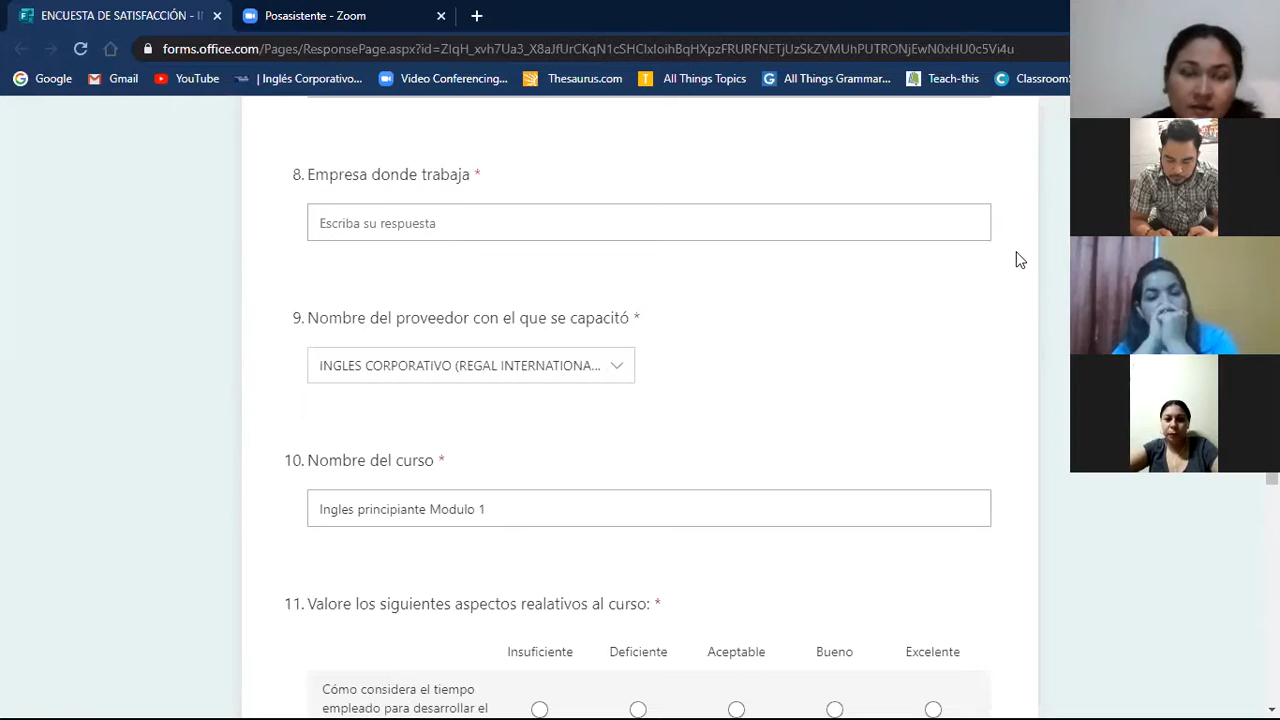 ENCUESTA DE SATISFACCIÓN - II
Posasistente - Zoom
forms.office.com/Pages/ResponsePage.aspx?id=
Google
Gmail
YouTube
| Inglés Corporativo...
Video Conferencing...
Thesaurus.com
All Things Topics
All Things Grammar...
Teach-this
ClassroomS
8. Empresa donde trabaja *
Escriba su respuesta
9. Nombre del proveedor con el que se capacitó *
INGLES CORPORATIVO (REGAL INTERNATIONA...
10. Nombre del curso *
Ingles principiante Modulo 1
11. Valore los siguientes aspectos realativos al curso: *
Insuficiente Deficiente Aceptable Bueno Excelente
Cómo considera el tiempo
empleado para desarrollar el